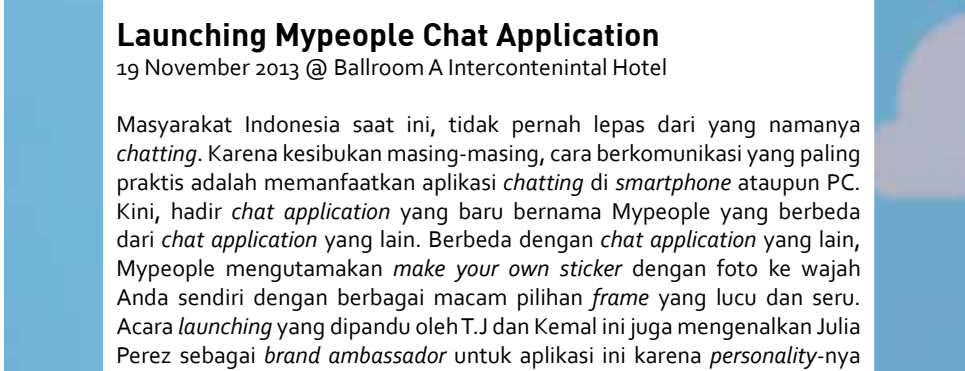 Launching Mypeople Chat Application
19 November 2013 @ Ballroom A Intercontenintal Hotel
Masyarakat Indonesia saat ini, tidak pernah lepas dari yang namanya
chatting. Karena kesibukan masing-masing, cara berkomunikasi yang paling
praktis adalah memanfaatkan aplikasi chatting di smartphone ataupun PC.
Kini, hadir chat application yang baru bernama Mypeople yang berbeda
dari chat application yang lain. Berbeda dengan chat application yang lain,
Mypeople mengutamakan make your own sticker dengan foto ke wajah
Anda sendiri dengan berbagai macam pilihan frame yang lucu dan seru.
Acara launching yang dipandu oleh T.J dan Kemal ini juga mengenalkan Julia
Perez sebagai brand ambassador untuk aplikasi ini karena personality-nya